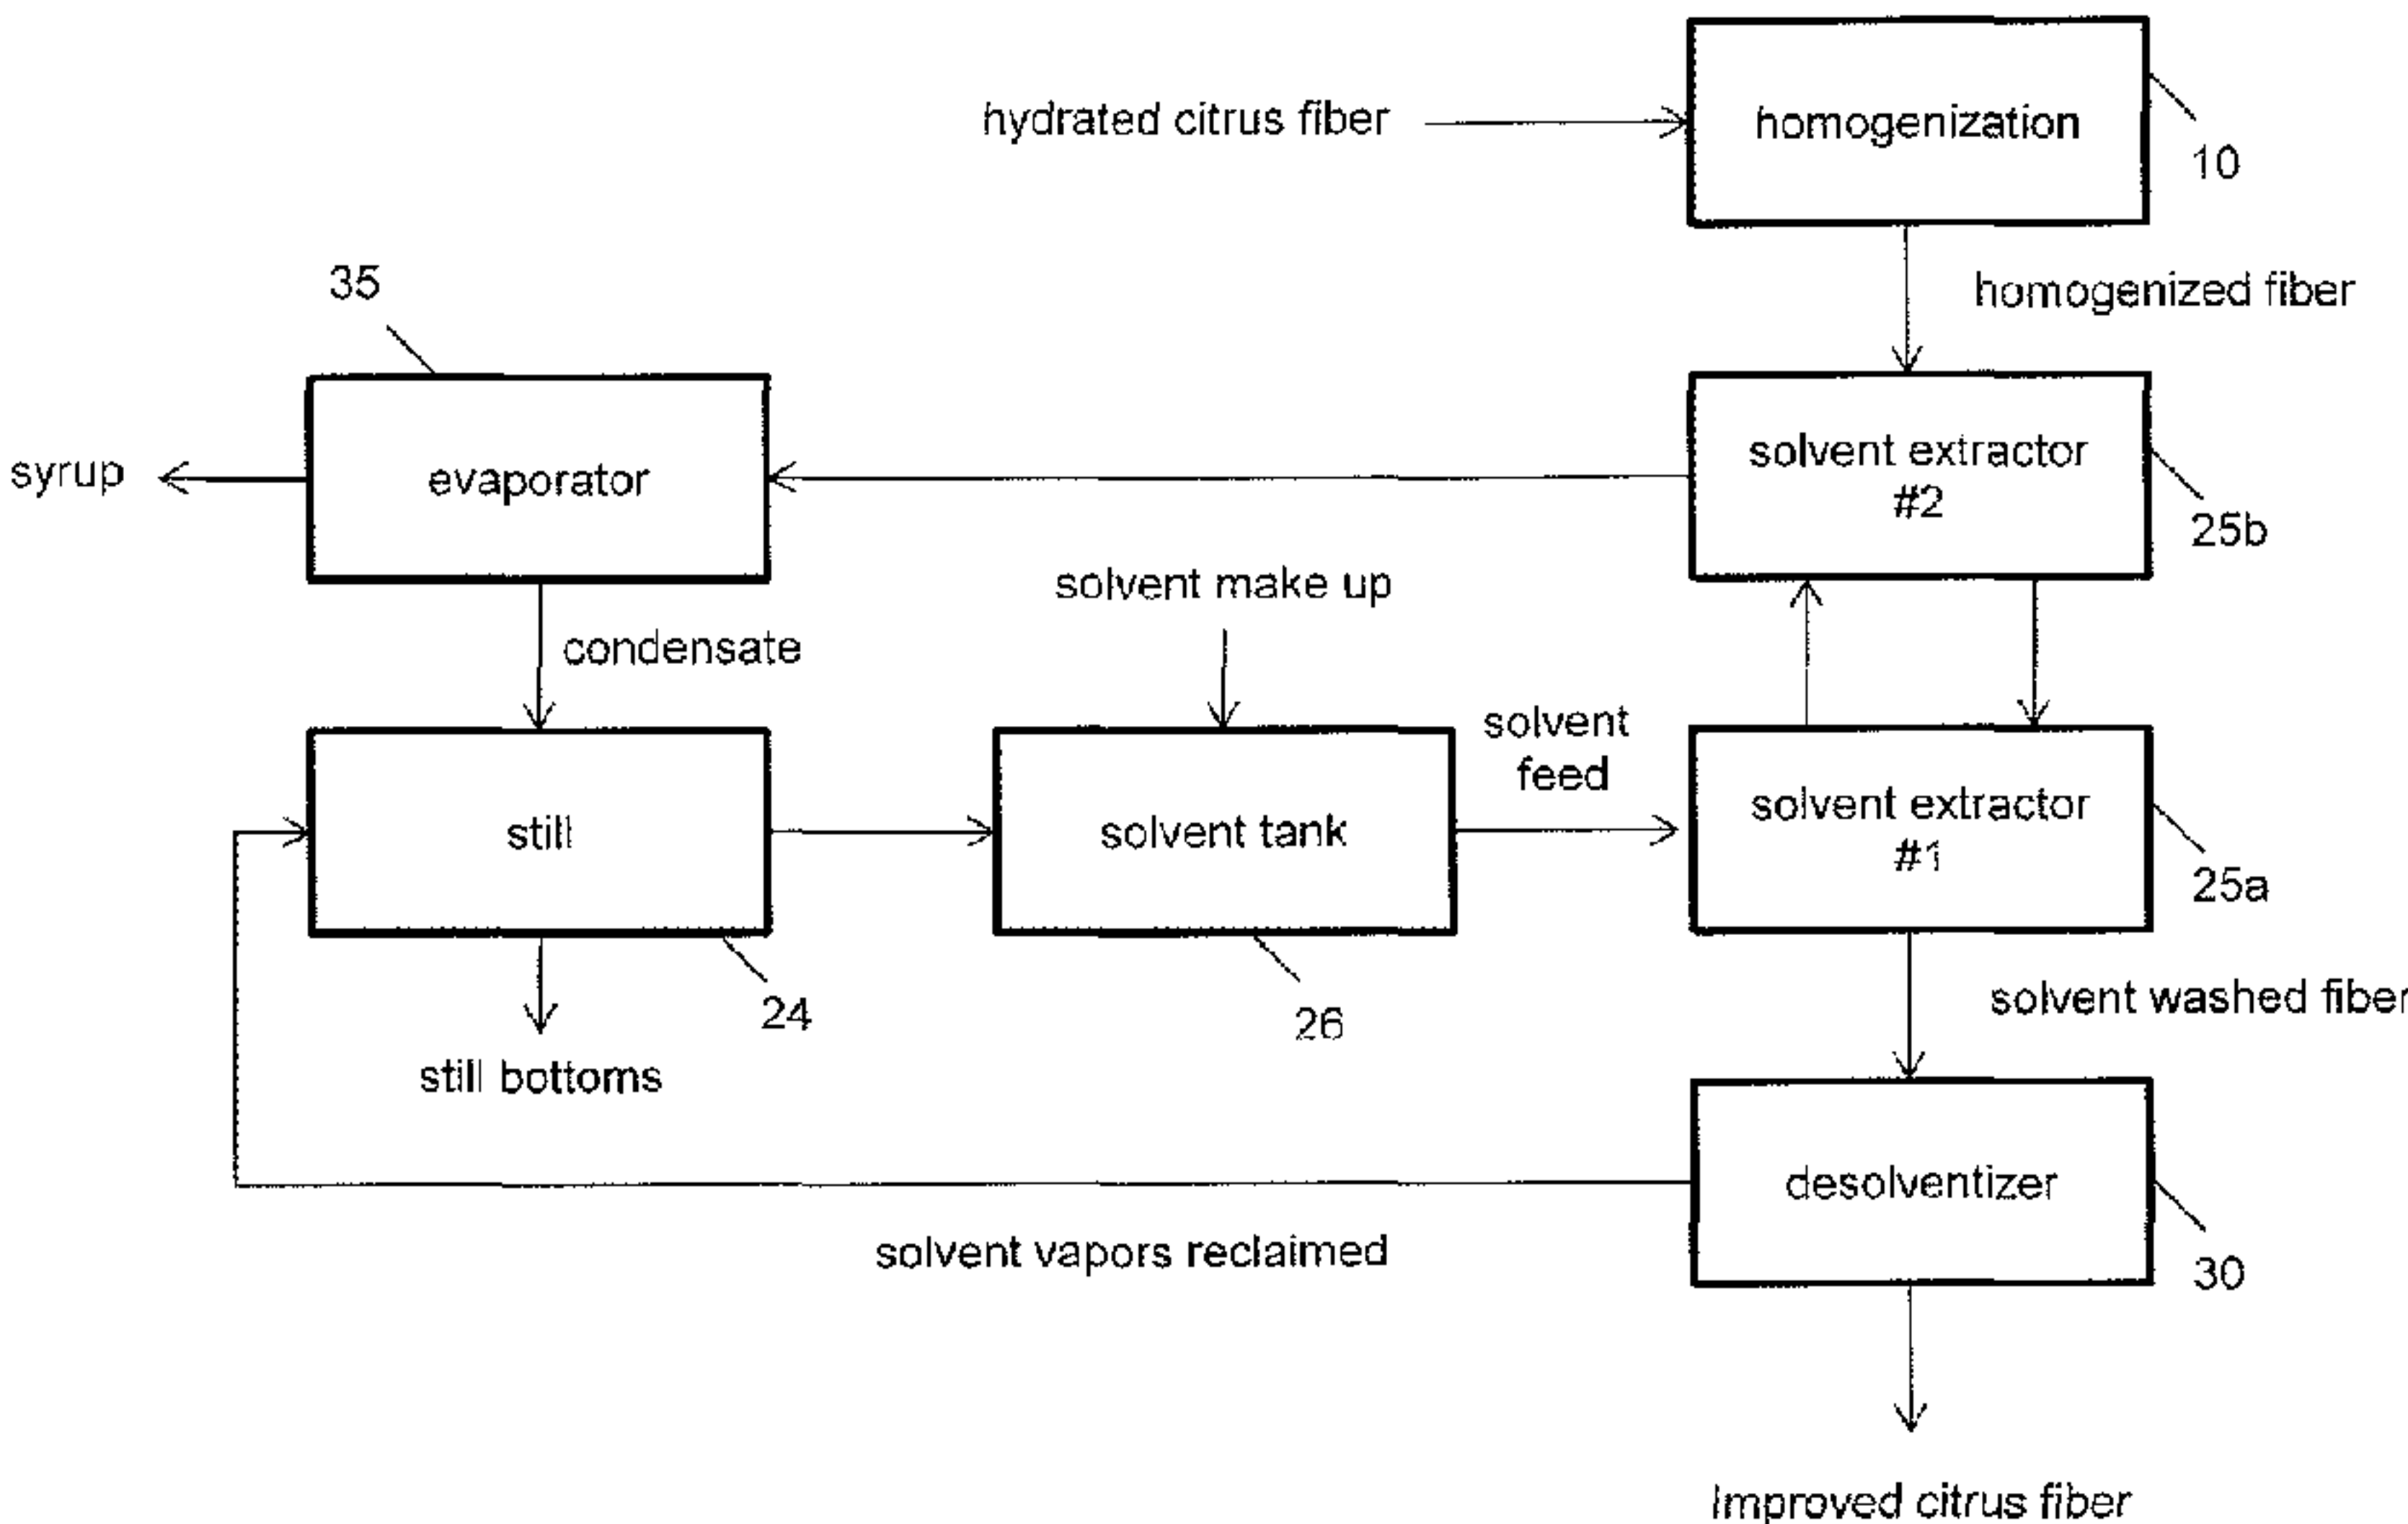 hydrated citrus fiber
homogenization
10
homogenized fiber
35
syrup
evaporator
solvent extractor
#2
25b
solvent make up
condensate
solvent
feed
still
solvent tank
solvent extractor
#1
25a
24
26
solvent washed fiber
still bottoms
desolventizer
solvent vapors reclaimed
30
Improved citrus fiber